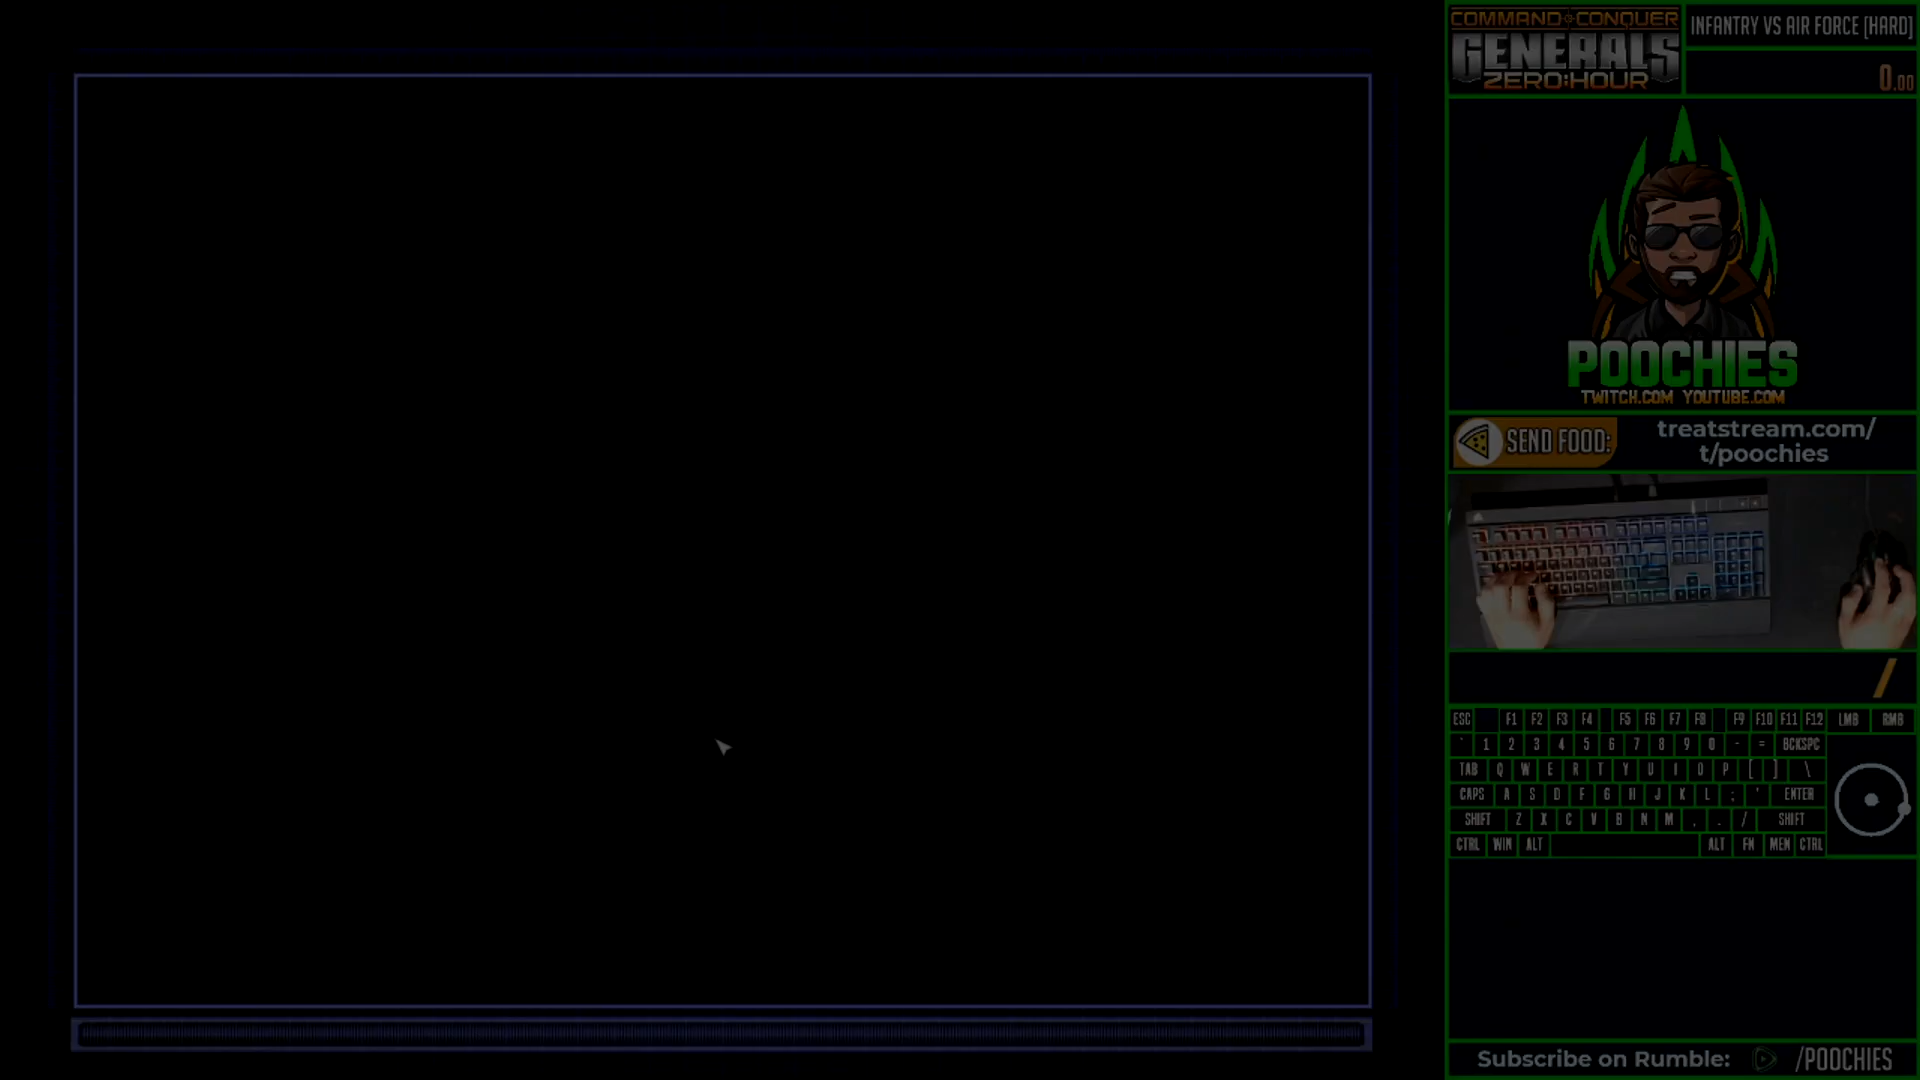 COMMAND & CONQUER
GENERALS
ZERO:HOUR
INFANTRY VS AIR FORCE [HARD]
0.00
POOCHIES
TWITCH.COM YOUTUBE.COM
SEND FOOD:
treatstream.com/
t/poochies
/
ESC F1 F2 F3 F4 F5 F6 F7 F8 F9 F10 F11 F12 LMB RMB
` 1 2 3 4 5 6 7 8 9 0 - = BCKSPC
TAB Q W E R T Y U I O P [ ] \
CAPS A S D F G H J K L ; ' ENTER
SHIFT Z X C V B N M , . / SHIFT
CTRL WIN ALT ALT FN MEN CTRL
Subscribe on Rumble: /POOCHIES